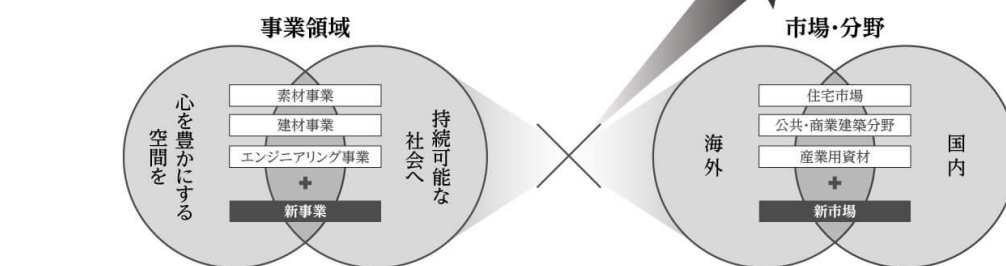 事業領域
心を豊かにする
空間を
素材事業
建材事業
エンジニアリング事業
+
新事業
持続可能な
社会へ
市場・分野
海外
住宅市場
公共・商業建築分野
産業用資材
+
新市場
国内